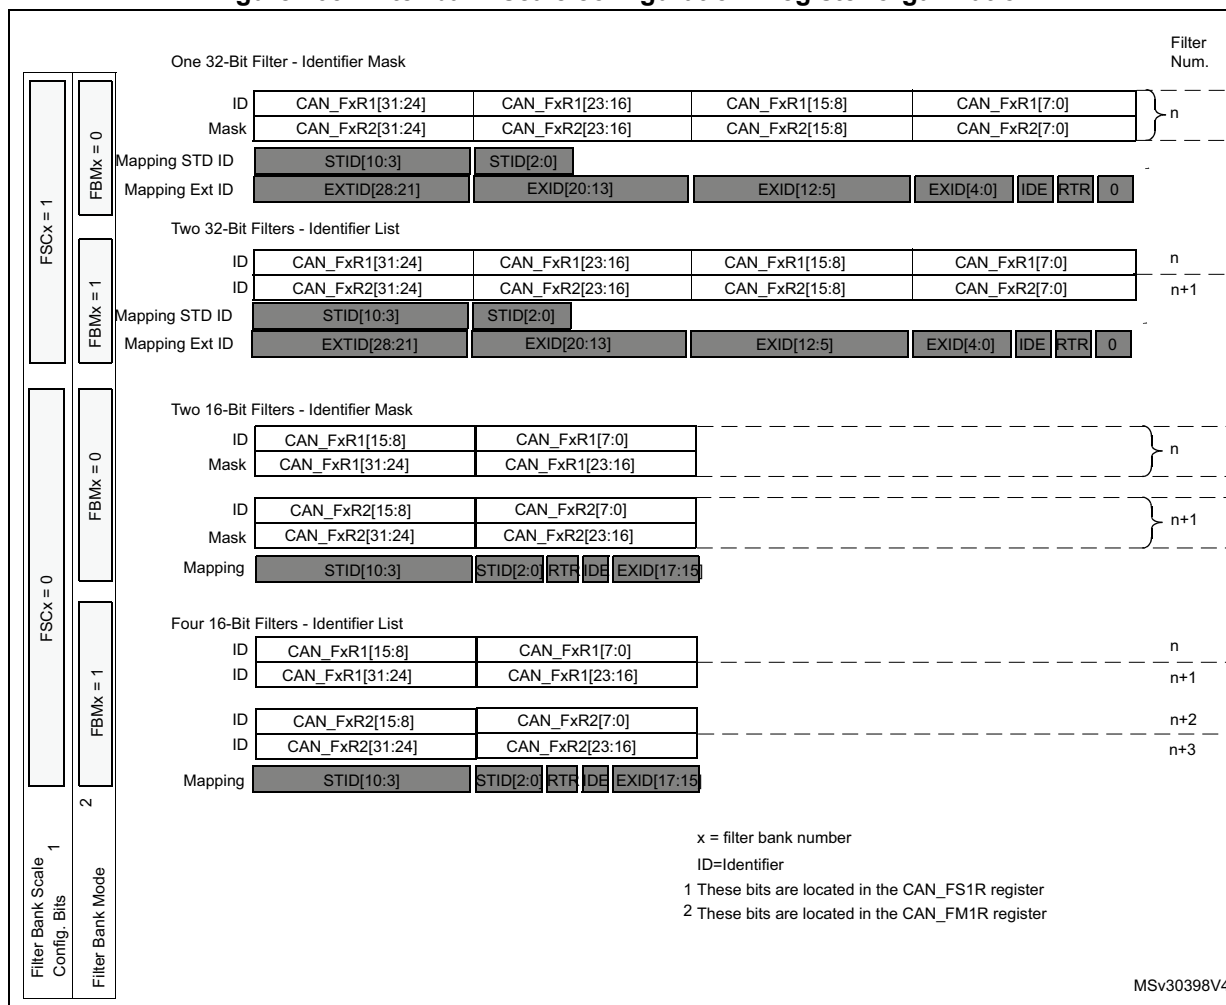 Filter
Num.
One 32-Bit Filter - Identifier Mask
ID CAN_FxR1[31:24] CAN_FxR1[23:16] CAN_FxR1[15:8] CAN_FxR1[7:0] n
Mask CAN_FxR2[31:24] CAN_FxR2[23:16] CAN_FxR2[15:8] CAN_FxR2[7:0]
Mapping STD ID STID[10:3] STID[2:0]
Mapping Ext ID EXTID[28:21] EXID[20:13] EXID[12:5] EXID[4:0] IDE RTR 0
FBMx = 0
FSCx = 1
Two 32-Bit Filters - Identifier List
ID CAN_FxR1[31:24] CAN_FxR1[23:16] CAN_FxR1[15:8] CAN_FxR1[7:0] n
ID CAN_FxR2[31:24] CAN_FxR2[23:16] CAN_FxR2[15:8] CAN_FxR2[7:0] n+1
Mapping STD ID STID[10:3] STID[2:0]
Mapping Ext ID EXTID[28:21] EXID[20:13] EXID[12:5] EXID[4:0] IDE RTR 0
FBMx = 1
Two 16-Bit Filters - Identifier Mask
ID CAN_FxR1[15:8] CAN_FxR1[7:0] n
Mask CAN_FxR1[31:24] CAN_FxR1[23:16]
ID CAN_FxR2[15:8] CAN_FxR2[7:0] n+1
Mask CAN_FxR2[31:24] CAN_FxR2[23:16]
Mapping STID[10:3] STID[2:0] RTR IDE EXID[17:15]
FBMx = 0
FSCx = 0
Four 16-Bit Filters - Identifier List
ID CAN_FxR1[15:8] CAN_FxR1[7:0] n
ID CAN_FxR1[31:24] CAN_FxR1[23:16] n+1
ID CAN_FxR2[15:8] CAN_FxR2[7:0] n+2
ID CAN_FxR2[31:24] CAN_FxR2[23:16] n+3
Mapping STID[10:3] STID[2:0] RTR IDE EXID[17:15]
FBMx = 1
Filter Bank Scale
Config. Bits 1
Filter Bank Mode 2
x = filter bank number
ID=Identifier
1 These bits are located in the CAN_FS1R register
2 These bits are located in the CAN_FM1R register
MSv30398V4